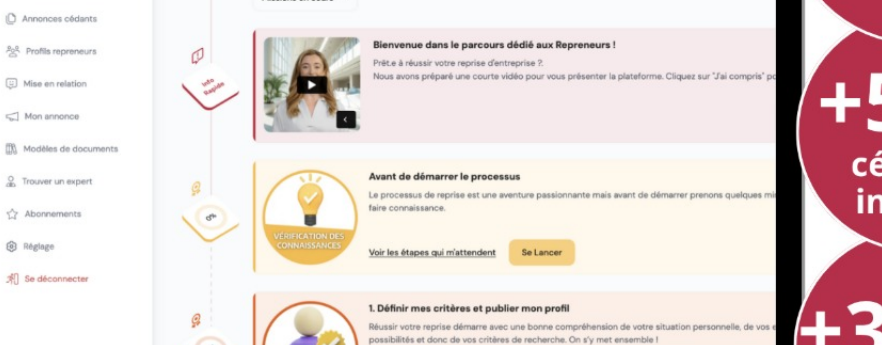 Annonces cédants
Profils repreneurs
Mise en relation
Mon annonce
Modèles de documents
Trouver un expert
Abonnements
Réglage
Se déconnecter
Info
Rapide
Bienvenue dans le parcours dédié aux Repreneurs !
Prêt.e à réussir votre reprise d'entreprise ?.
Nous avons préparé une courte vidéo pour vous présenter la plateforme. Cliquez sur "J'ai compris"
0%
VÉRIFICATION DES
CONNAISSANCES
Avant de démarrer le processus
Le processus de reprise est une aventure passionnante mais avant de démarrer prenons quelques
faire connaissance.
Voir les étapes qui m'attendent
Se Lancer
1. Définir mes critères et publier mon profil
Réussir votre reprise démarre avec une bonne compréhension de votre situation personnelle, de vos
possibilités et donc de vos critères de recherche. On s'y met ensemble !
+5
cé
in
+3